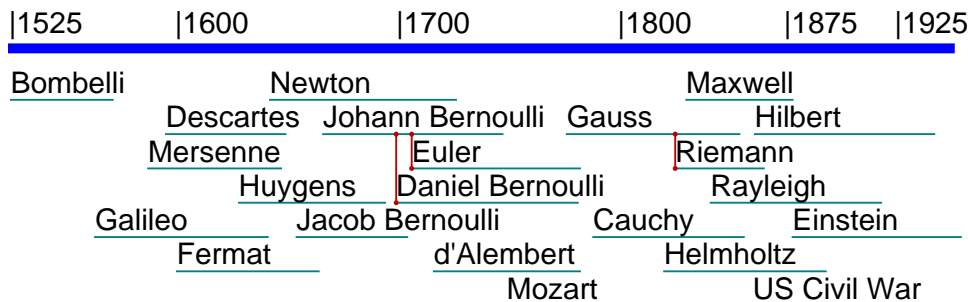 |1525 |1600 |1700 |1800 |1875 |1925
Bombelli Newton Maxwell
Descartes Johann Bernoulli Gauss Hilbert
Mersenne Euler Riemann
Huygens Daniel Bernoulli Rayleigh
Galileo Jacob Bernoulli Cauchy Einstein
Fermat d'Alembert Helmholtz
Mozart US Civil War